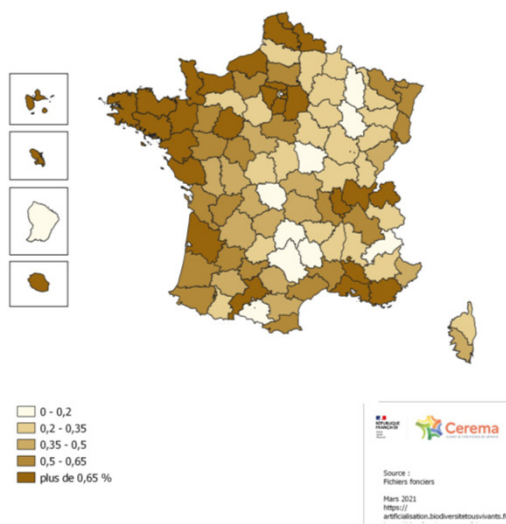 0 - 0,2
0,2 - 0,35
0,35 - 0,5
0,5 - 0,65
plus de 0,65 %
RÉPUBLIQUE
FRANÇAISE
Cerema
Source :
Fichiers fonciers
Mars 2021
https://
artificialisation.biodiversitetousvivants.f